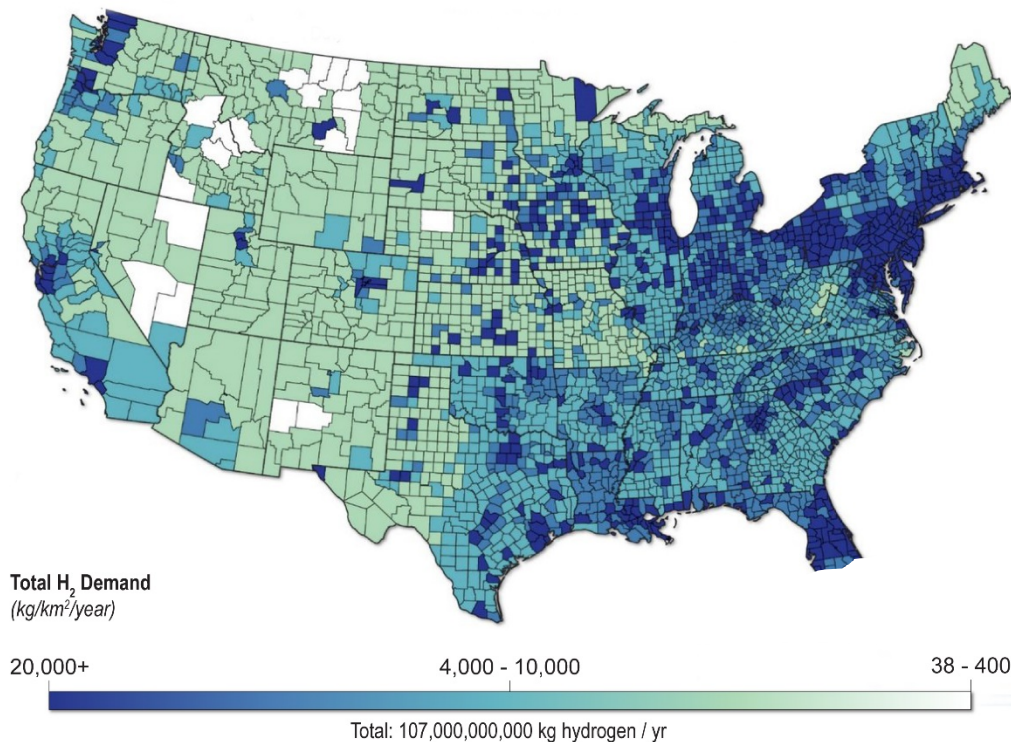 Total H₂ Demand
(kg/km²/year)
20,000+ 4,000 - 10,000 38 - 400
Total: 107,000,000,000 kg hydrogen / yr